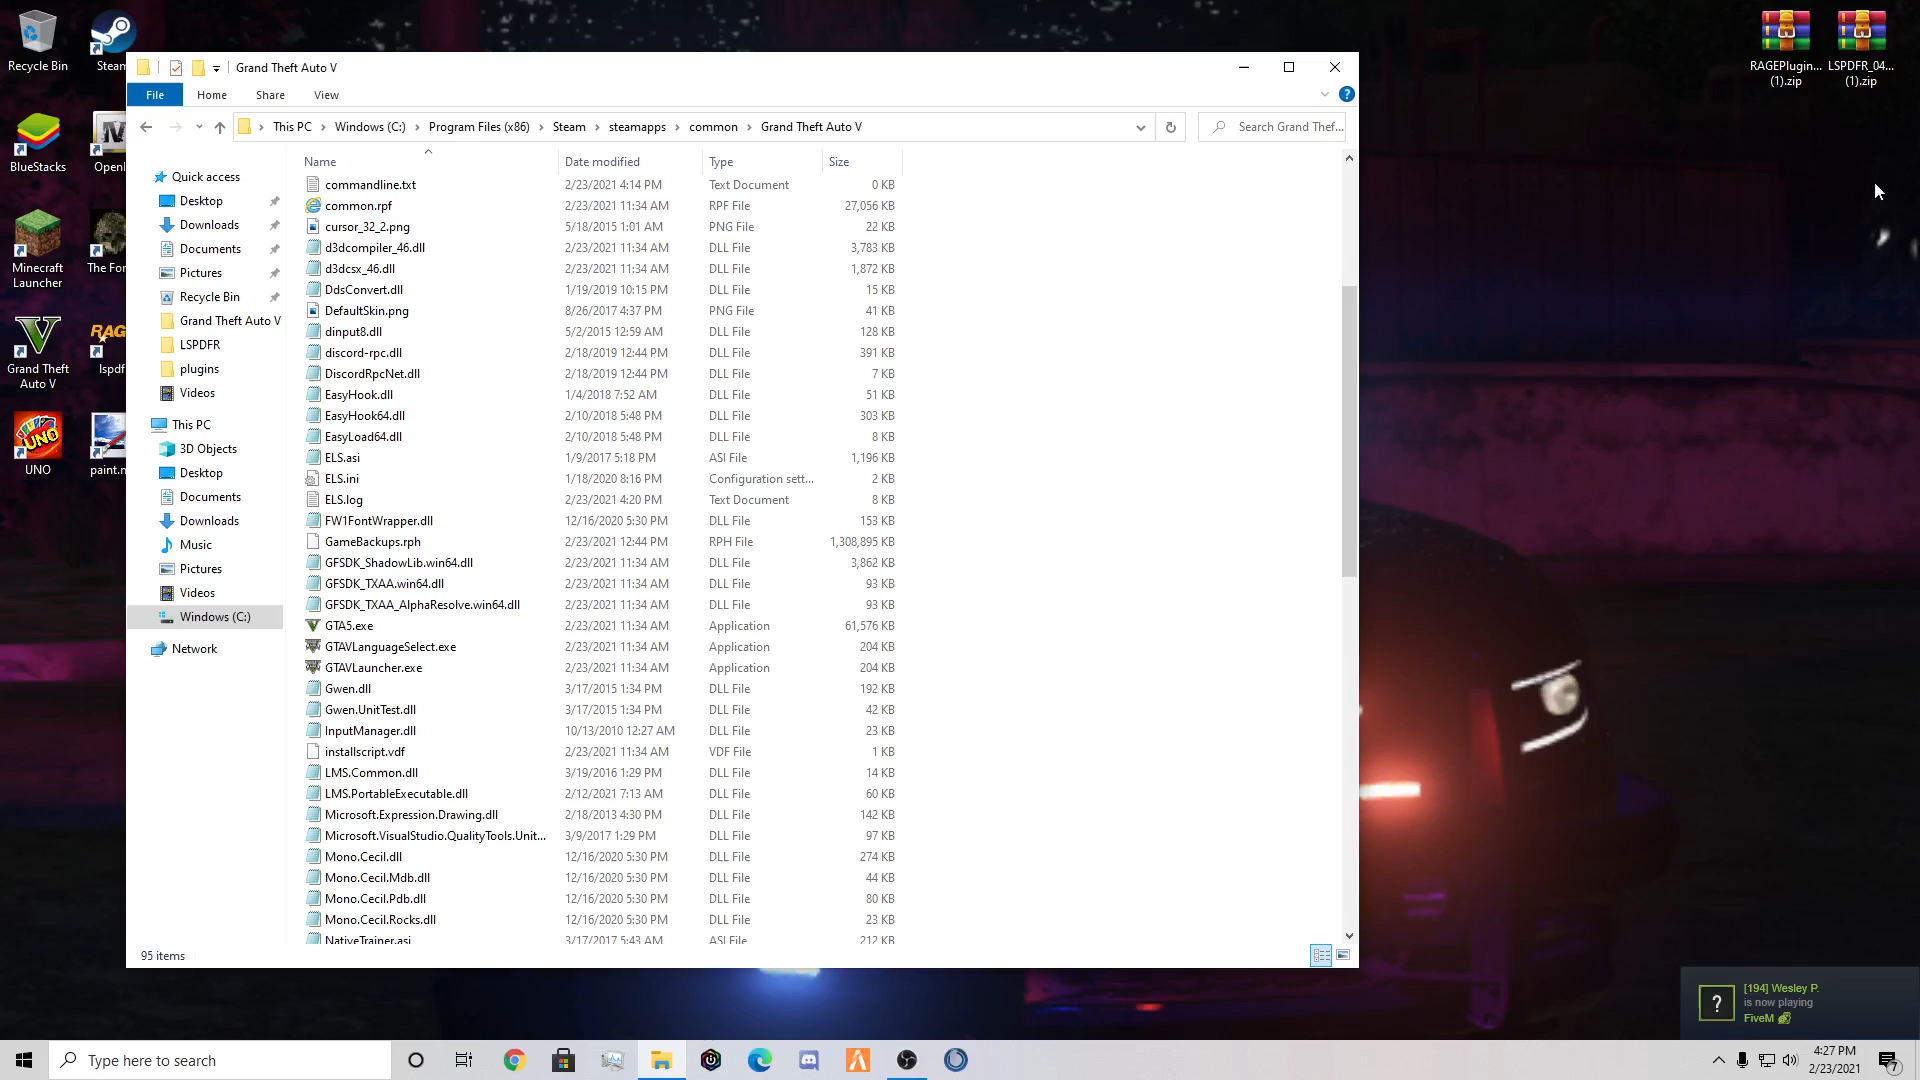 Recycle Bin
Steam
BlueStacks
OpenI
Minecraft
Launcher
The For
Grand Theft
Auto V
RAG
lspdf
UNO
UNO
paint.n
RAGEPlugin...
(1).zip
LSPDFR_04...
(1).zip
Grand Theft Auto V
File
Home
Share
View
This PC
Windows (C:)
Program Files (x86)
Steam
steamapps
common
Grand Theft Auto V
Search Grand Thef...
Quick access
Desktop
Downloads
Documents
Pictures
Recycle Bin
Grand Theft Auto V
LSPDFR
plugins
Videos
This PC
3D Objects
Desktop
Documents
Downloads
Music
Pictures
Videos
Windows (C:)
Network
Name Date modified Type Size
commandline.txt 2/23/2021 4:14 PM Text Document 0 KB
common.rpf 2/23/2021 11:34 AM RPF File 27,056 KB
cursor_32_2.png 5/18/2015 1:01 AM PNG File 22 KB
d3dcompiler_46.dll 2/23/2021 11:34 AM DLL File 3,783 KB
d3dcsx_46.dll 2/23/2021 11:34 AM DLL File 1,872 KB
DdsConvert.dll 1/19/2019 10:15 PM DLL File 15 KB
DefaultSkin.png 8/26/2017 4:37 PM PNG File 41 KB
dinput8.dll 5/2/2015 12:59 AM DLL File 128 KB
discord-rpc.dll 2/18/2019 12:44 PM DLL File 391 KB
DiscordRpcNet.dll 2/18/2019 12:44 PM DLL File 7 KB
EasyHook.dll 1/4/2018 7:52 AM DLL File 51 KB
EasyHook64.dll 2/10/2018 5:48 PM DLL File 303 KB
EasyLoad64.dll 2/10/2018 5:48 PM DLL File 8 KB
ELS.asi 1/9/2017 5:18 PM ASI File 1,196 KB
ELS.ini 1/18/2020 8:16 PM Configuration sett... 2 KB
ELS.log 2/23/2021 4:20 PM Text Document 8 KB
FW1FontWrapper.dll 12/16/2020 5:30 PM DLL File 153 KB
GameBackups.rph 2/23/2021 12:44 PM RPH File 1,308,895 KB
GFSDK_ShadowLib.win64.dll 2/23/2021 11:34 AM DLL File 3,862 KB
GFSDK_TXAA.win64.dll 2/23/2021 11:34 AM DLL File 93 KB
GFSDK_TXAA_AlphaResolve.win64.dll 2/23/2021 11:34 AM DLL File 93 KB
GTA5.exe 2/23/2021 11:34 AM Application 61,576 KB
GTAVLanguageSelect.exe 2/23/2021 11:34 AM Application 204 KB
GTAVLauncher.exe 2/23/2021 11:34 AM Application 204 KB
Gwen.dll 3/17/2015 1:34 PM DLL File 192 KB
Gwen.UnitTest.dll 3/17/2015 1:34 PM DLL File 42 KB
InputManager.dll 10/13/2010 12:27 AM DLL File 23 KB
installscript.vdf 2/23/2021 11:34 AM VDF File 1 KB
LMS.Common.dll 3/19/2016 1:29 PM DLL File 14 KB
LMS.PortableExecutable.dll 2/12/2021 7:13 AM DLL File 60 KB
Microsoft.Expression.Drawing.dll 2/18/2013 4:30 PM DLL File 142 KB
Microsoft.VisualStudio.QualityTools.Unit... 3/9/2017 1:29 PM DLL File 97 KB
Mono.Cecil.dll 12/16/2020 5:30 PM DLL File 274 KB
Mono.Cecil.Mdb.dll 12/16/2020 5:30 PM DLL File 44 KB
Mono.Cecil.Pdb.dll 12/16/2020 5:30 PM DLL File 80 KB
Mono.Cecil.Rocks.dll 12/16/2020 5:30 PM DLL File 23 KB
NativeTrainer.asi 3/17/2017 5:43 AM ASI File 212 KB
95 items
[194] Wesley P.
is now playing
FiveM
Type here to search
4:27 PM
2/23/2021
7